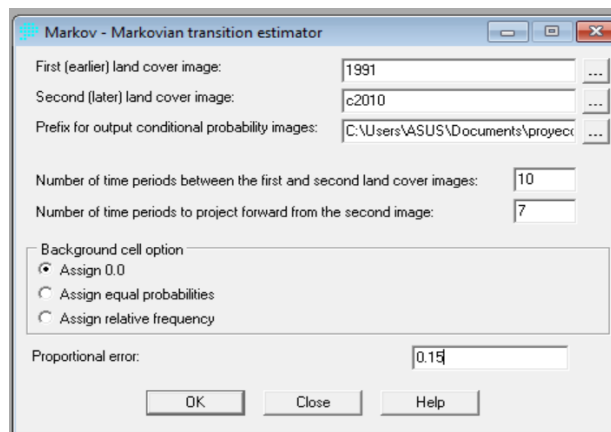 Markov - Markovian transition estimator
First (earlier) land cover image: 1991 ...
Second (later) land cover image: c2010 ...
Prefix for output conditional probability images: C:\Users\ASUS\Documents\proyecc ...
Number of time periods between the first and second land cover images: 10
Number of time periods to project forward from the second image: 7
Background cell option
Assign 0.0
Assign equal probabilities
Assign relative frequency
Proportional error: 0.15
OK Close Help